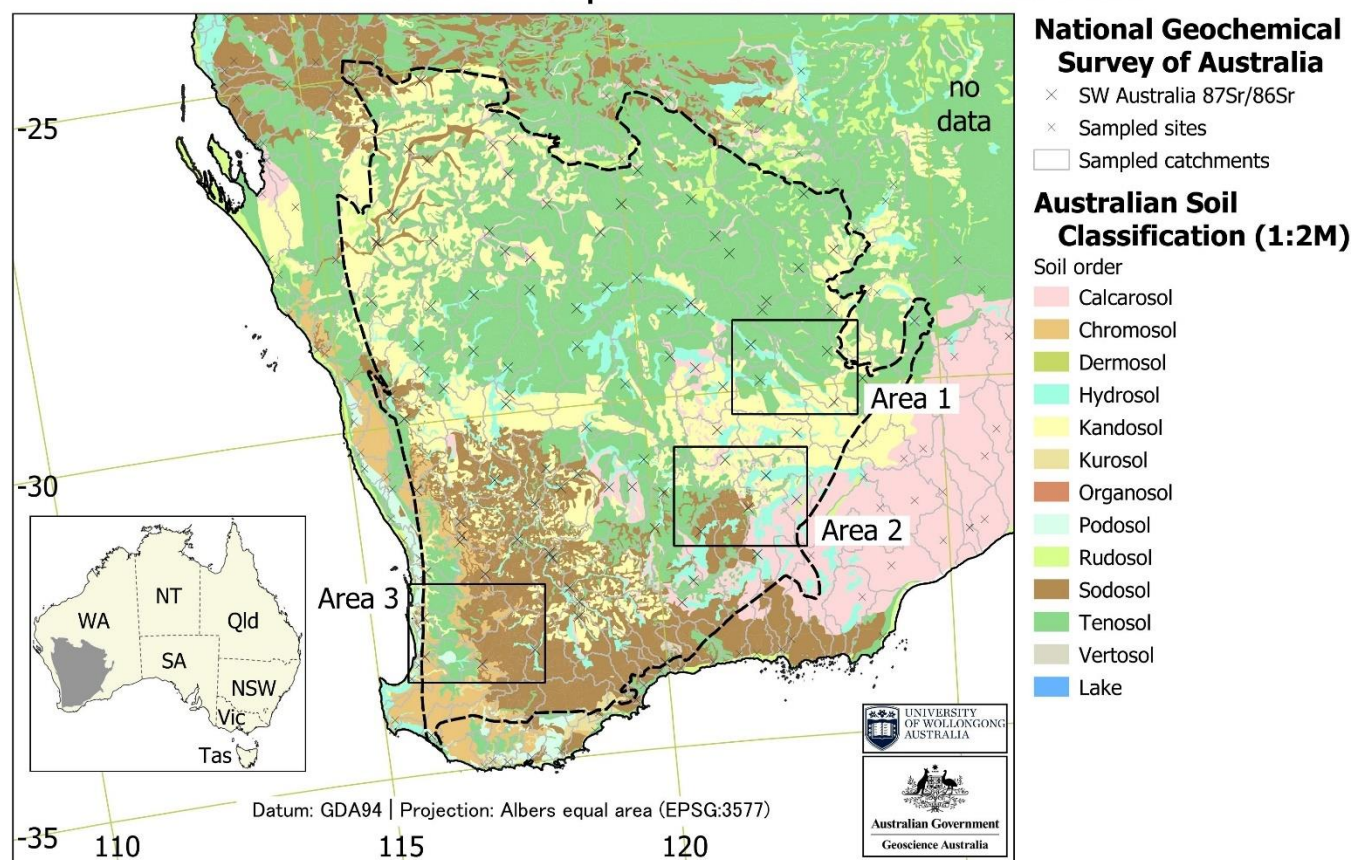 no
data
-25
-30
-35
110
115
120
Area 1
Area 2
Area 3
WA
NT
Qld
SA
NSW
Vic
Tas
Datum: GDA94 | Projection: Albers equal area (EPSG:3577)
UNIVERSITY
OF WOLLONGONG
AUSTRALIA
Australian Government
Geoscience Australia
National Geochemical
Survey of Australia
SW Australia 87Sr/86Sr
Sampled sites
Sampled catchments
Australian Soil
Classification (1:2M)
Soil order
Calcarosol
Chromosol
Dermosol
Hydrosol
Kandosol
Kurosol
Organosol
Podosol
Rudosol
Sodosol
Tenosol
Vertosol
Lake